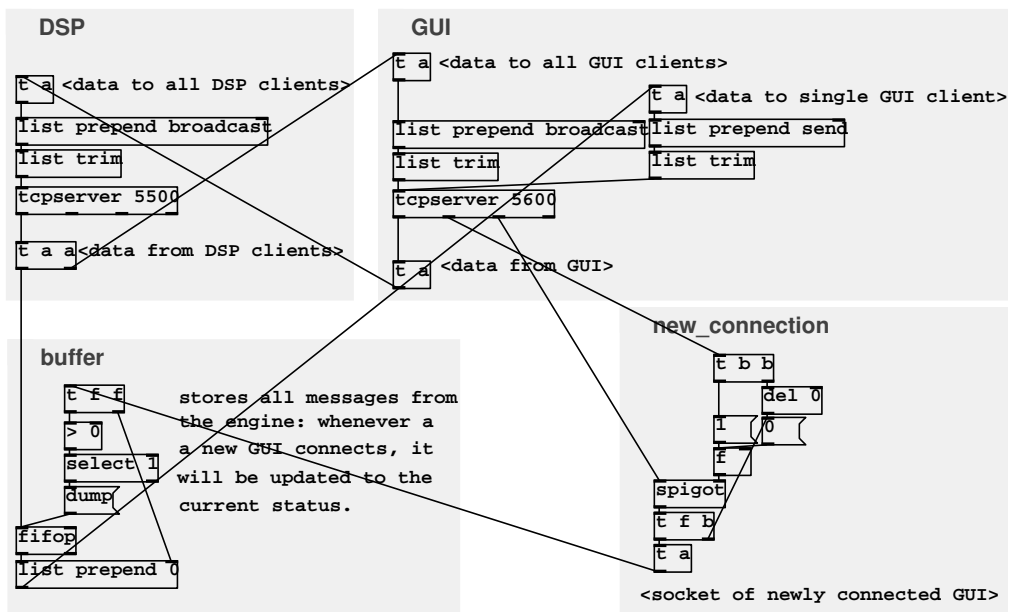 DSP
t a <data to all DSP clients>
list prepend broadcast
list trim
tcpserver 5500
t a a <data from DSP clients>
GUI
t a <data to all GUI clients>
t a <data to single GUI client>
list prepend broadcast
list prepend send
list trim
list trim
tcpserver 5600
t a <data from GUI>
buffer
t f f
> 0
select 1
dump
fifop
list prepend 0
stores all messages from
the engine: whenever a
a new GUI connects, it
will be updated to the
current status.
new_connection
t b b
del 0
1
0
f
spigot
t f b
t a
<socket of newly connected GUI>